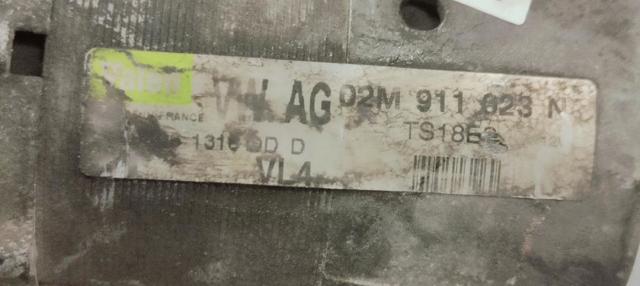 Valeo VW AG 02M 911 023 N
FRANCE TS18E
D D
VL4